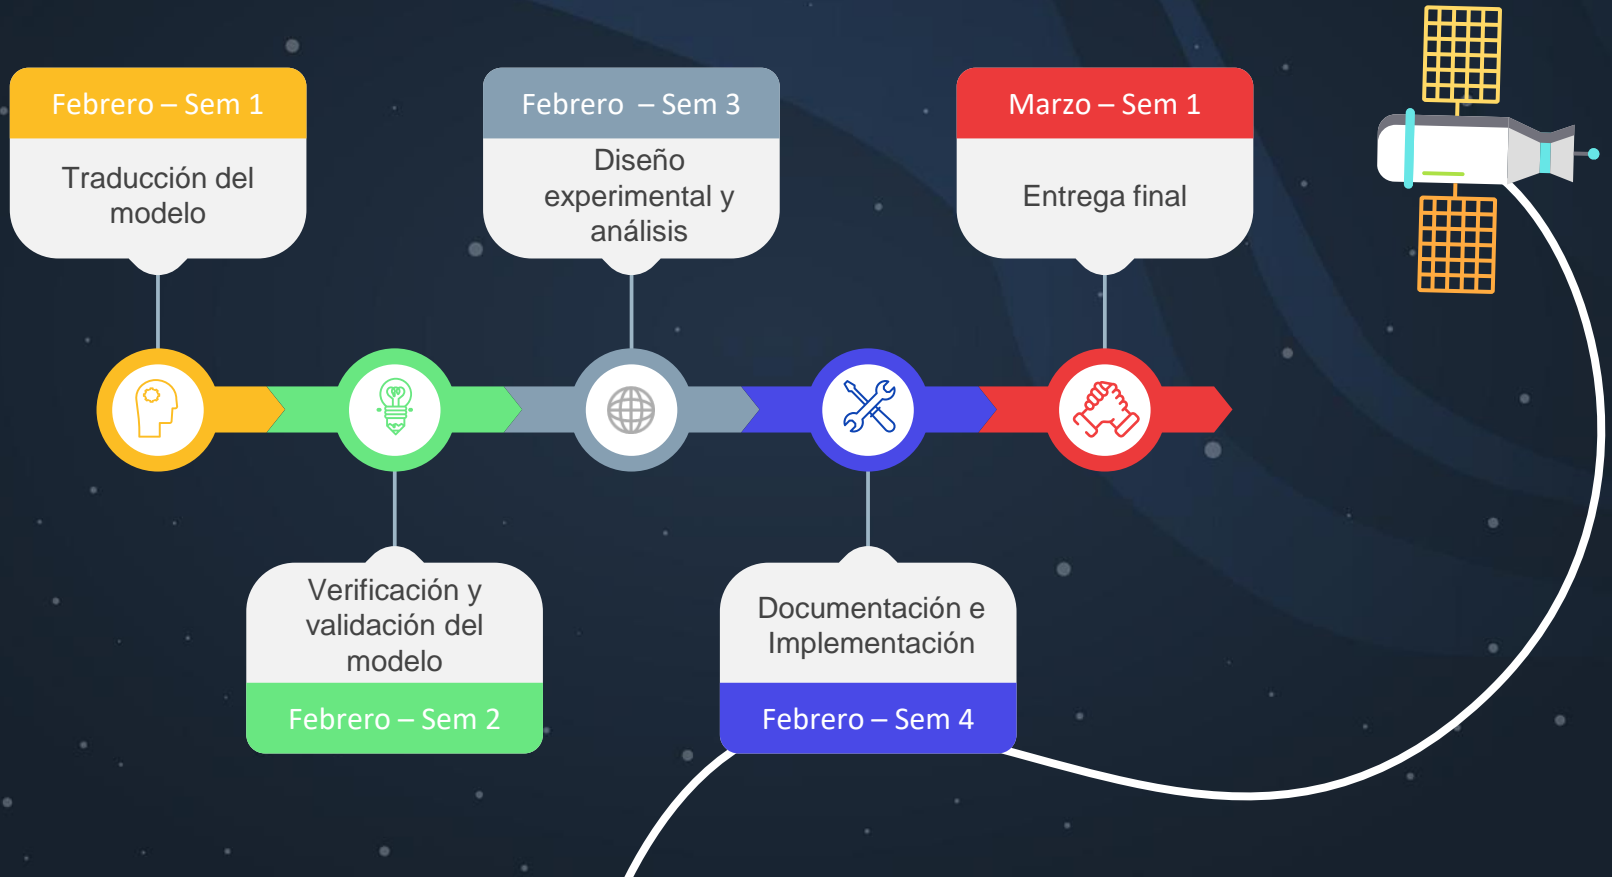 Febrero – Sem 1
Traducción del
modelo
Verificación y
validación del
modelo
Febrero – Sem 2
Febrero – Sem 3
Diseño
experimental y
análisis
Documentación e
Implementación
Febrero – Sem 4
Marzo – Sem 1
Entrega final